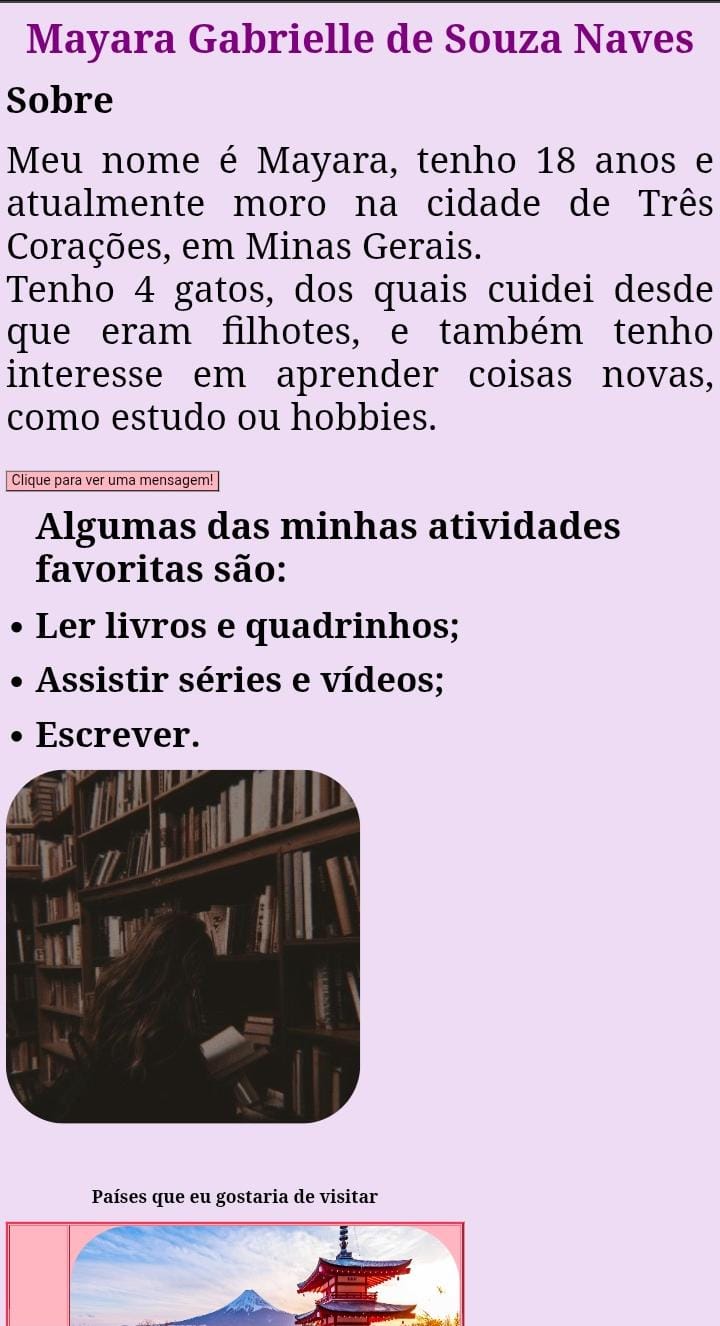 Mayara Gabrielle de Souza Naves
Sobre
Meu nome é Mayara, tenho 18 anos e
atualmente moro na cidade de Três
Corações, em Minas Gerais.
Tenho 4 gatos, dos quais cuidei desde
que eram filhotes, e também tenho
interesse em aprender coisas novas,
como estudo ou hobbies.
Clique para ver uma mensagem!
Algumas das minhas atividades
favoritas são:
• Ler livros e quadrinhos;
• Assistir séries e vídeos;
• Escrever.
Países que eu gostaria de visitar